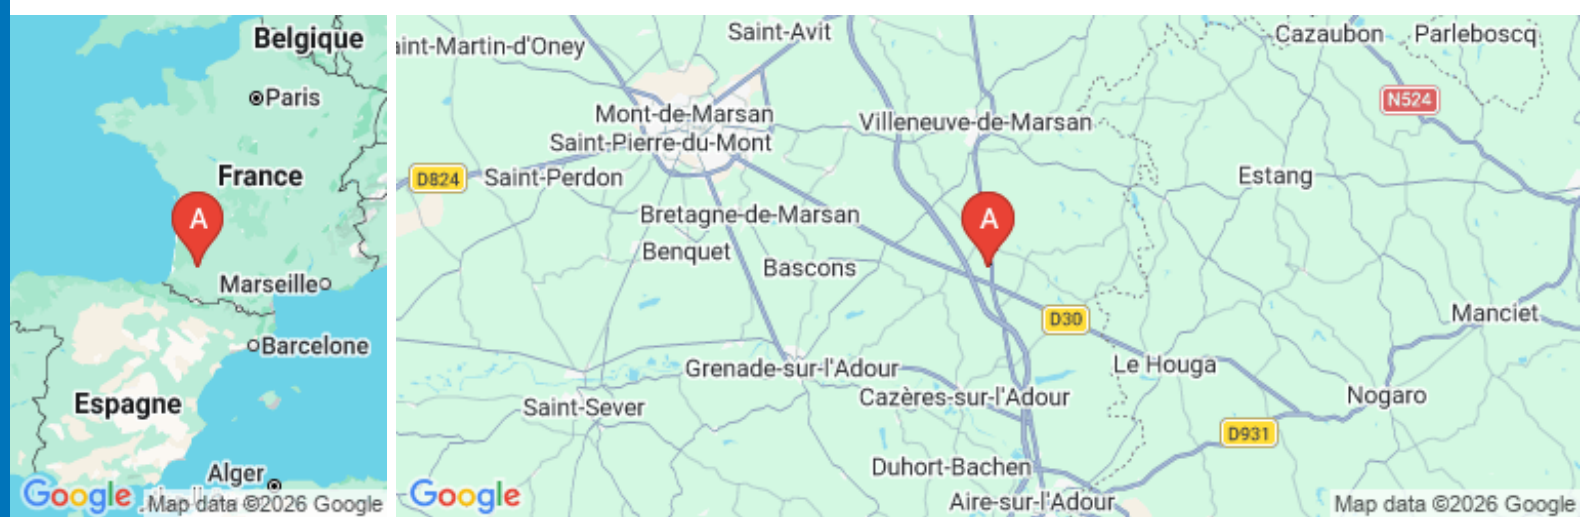 Belgique
Paris
France
A
Marseille
Barcelone
Espagne
Alger
Google
Map data ©2026 Google
Saint-Avit
aint-Martin-d'Oney
Cazaubon
Parleboscq
N524
Mont-de-Marsan
Villeneuve-de-Marsan
Saint-Pierre-du-Mont
D824
Saint-Perdon
Estang
Bretagne-de-Marsan
A
Benquet
Bascons
D30
Manciet
Grenade-sur-l'Adour
Le Houga
Cazères-sur-l'Adour
Nogaro
Saint-Sever
D931
Duhort-Bachen
Aire-sur-l'Adour
Google
Map data ©2026 Google